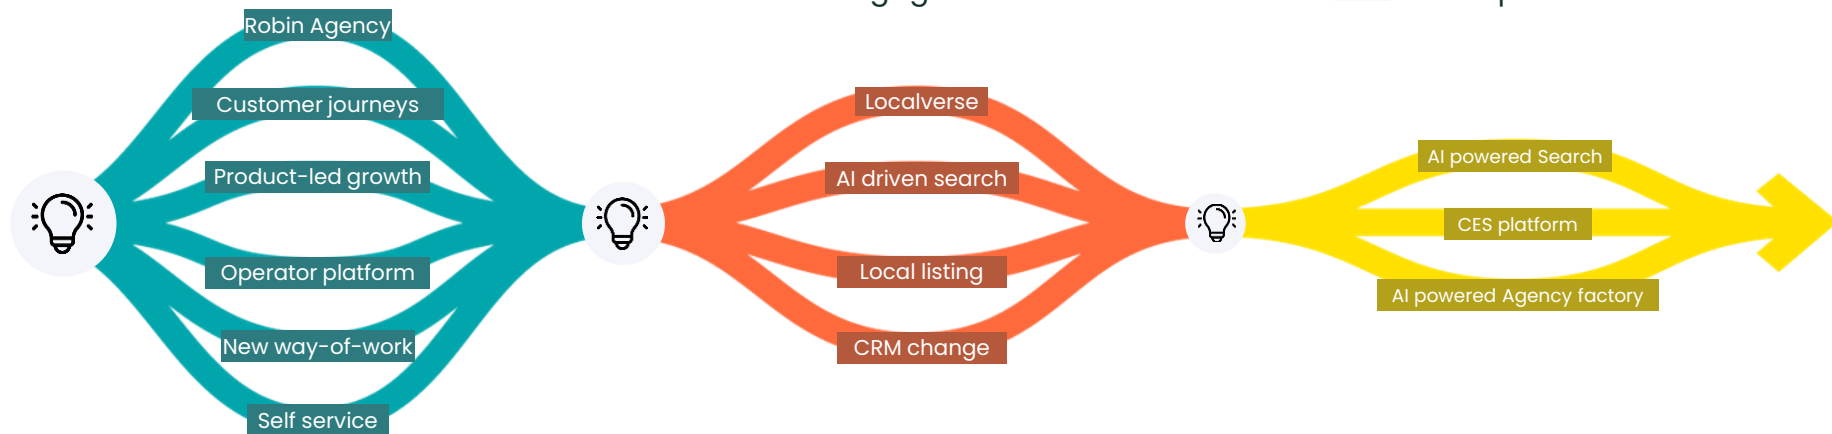 Robin Agency
Customer journeys
Product-led growth
Operator platform
New way-of-work
Self service
Localverse
AI driven search
Local listing
CRM change
AI powered Search
CES platform
AI powered Agency factory